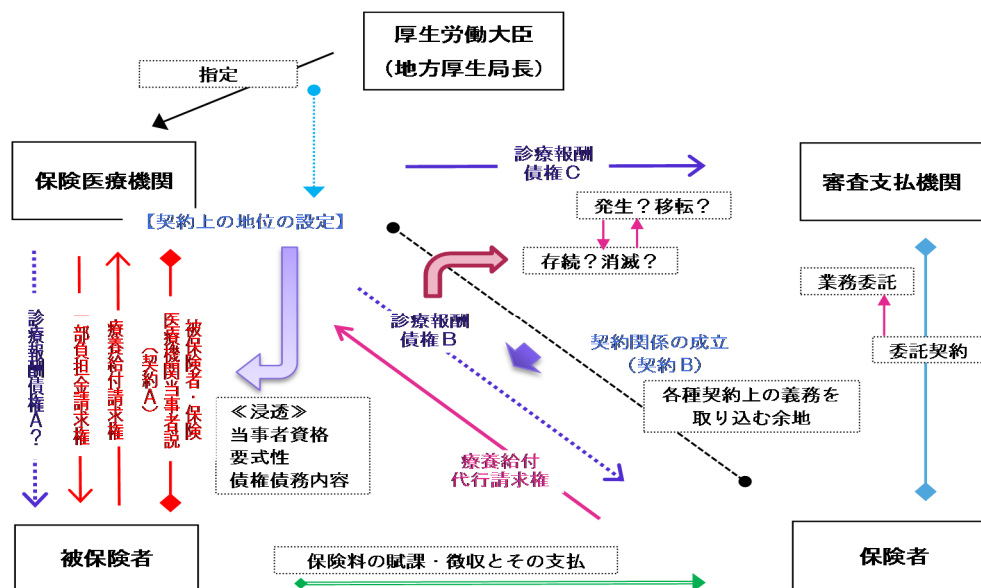 厚生労働大臣
（地方厚生局長）
指定
保険医療機関
診療報酬
債権C
審査支払機関
【契約上の地位の設定】
発生？移転？
存続？消滅？
業務委託
委託契約
診療報酬債権A？
一部負担金請求権
療養給付請求権
被保険者・保険
医療機関当事者説
（契約A）
診療報酬
債権B
契約関係の成立
（契約B）
各種契約上の義務を
取り込む余地
≪浸透≫
当事者資格
要式性
債権債務内容
療養給付
代行請求権
被保険者
保険料の賦課・徴収とその支払
保険者